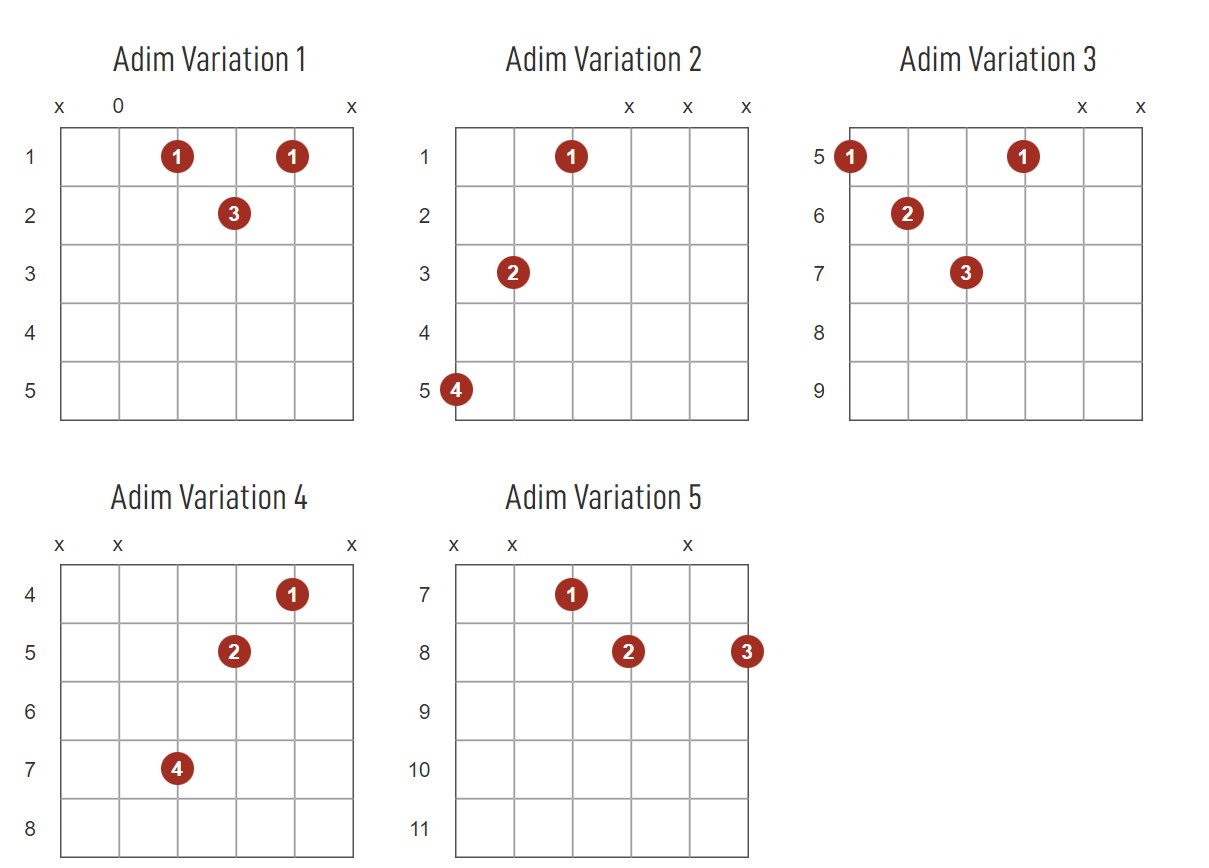 Adim Variation 1 Adim Variation 2 Adim Variation 3
x 0 x x x x x x
1 1 1 1 1 5 1 1
2 3 2 6 2
3 3 2 7 3
4 4 8
5 5 4 9
Adim Variation 4 Adim Variation 5
x x x x x x
4 1 7 1
5 2 8 2 3
6 9
7 4 10
8 11